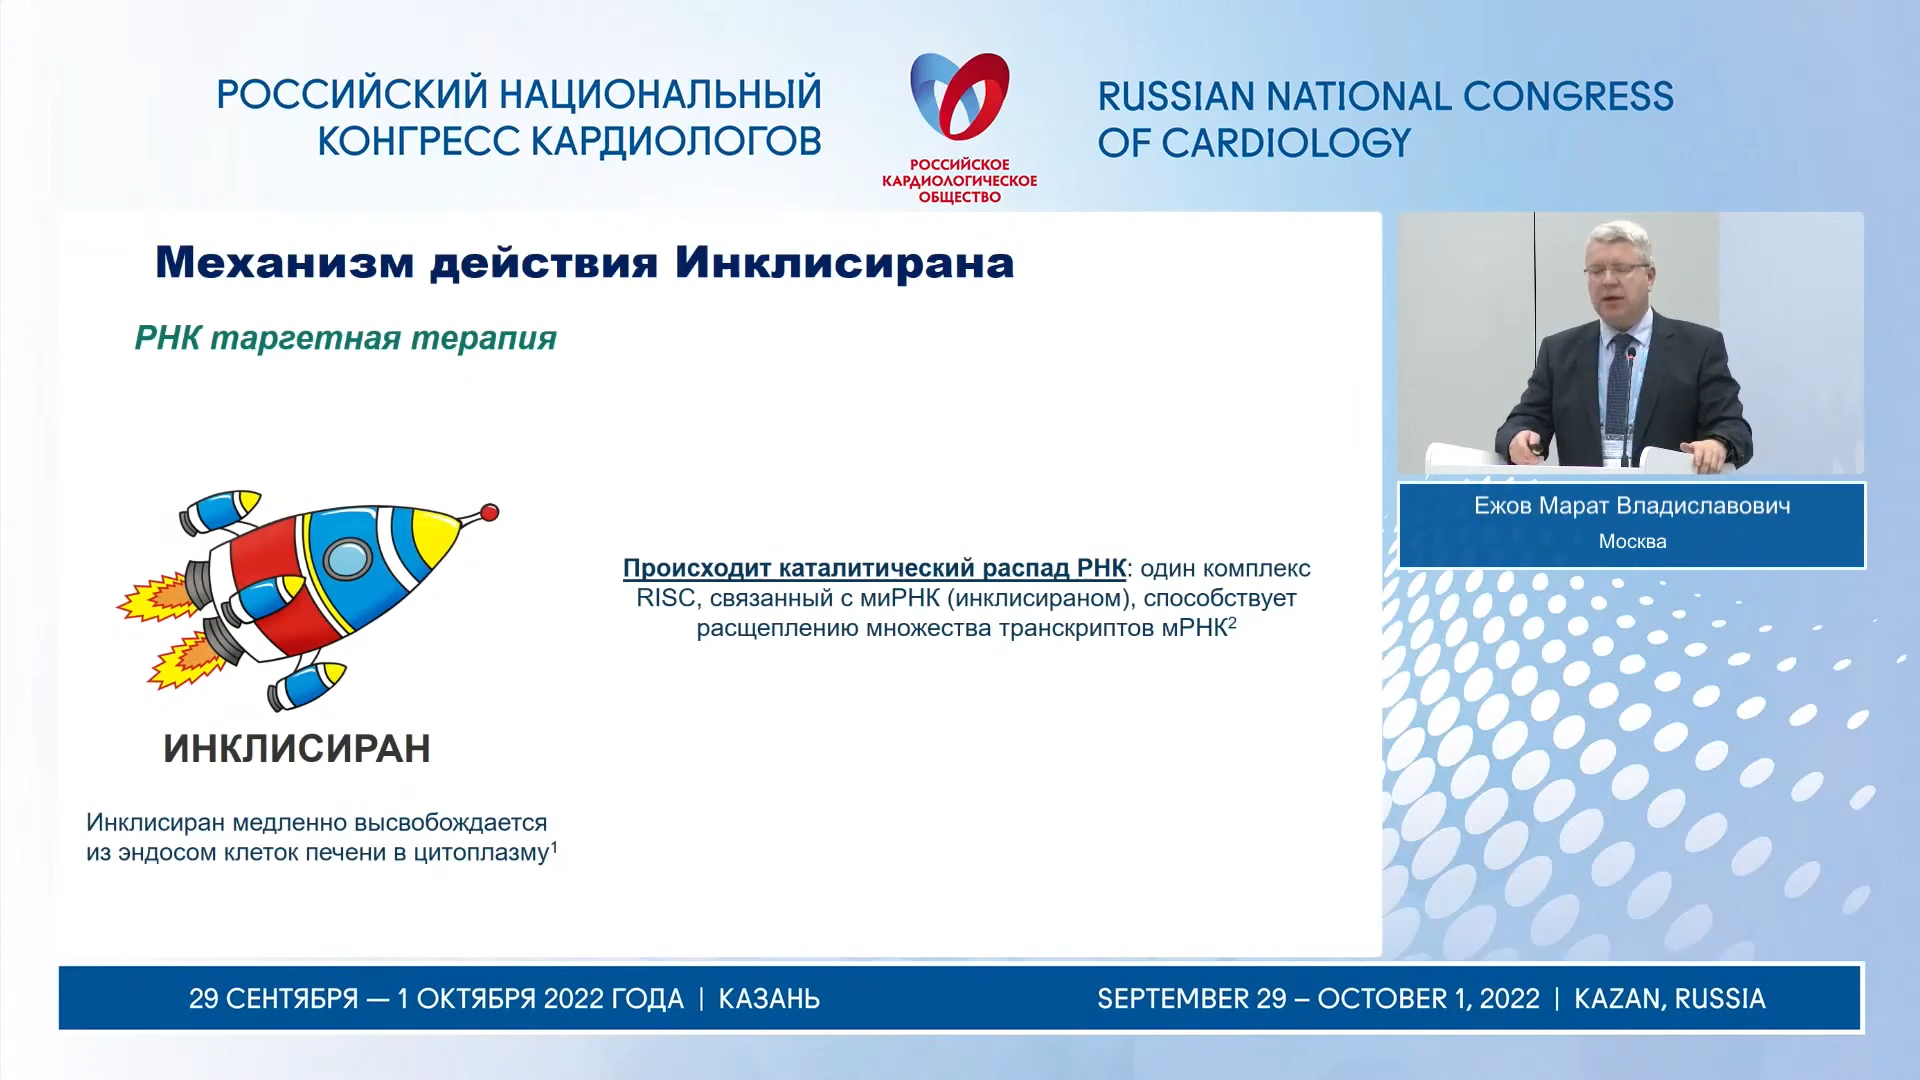 РОССИЙСКИЙ НАЦИОНАЛЬНЫЙ
КОНГРЕСС КАРДИОЛОГОВ
РОССИЙСКОЕ
КАРДИОЛОГИЧЕСКОЕ
ОБЩЕСТВО
RUSSIAN NATIONAL CONGRESS
OF CARDIOLOGY
Механизм действия Инклисирана
РНК таргетная терапия
ИНКЛИСИРАН
Инклисиран медленно высвобождается
из эндосом клеток печени в цитоплазму¹
Происходит каталитический распад РНК: один комплекс
RISC, связанный с миРНК (инклисираном), способствует
расщеплению множества транскриптов мРНК²
Ежов Марат Владиславович
Москва
29 СЕНТЯБРЯ — 1 ОКТЯБРЯ 2022 ГОДА | КАЗАНЬ
SEPTEMBER 29 – OCTOBER 1, 2022 | KAZAN, RUSSIA